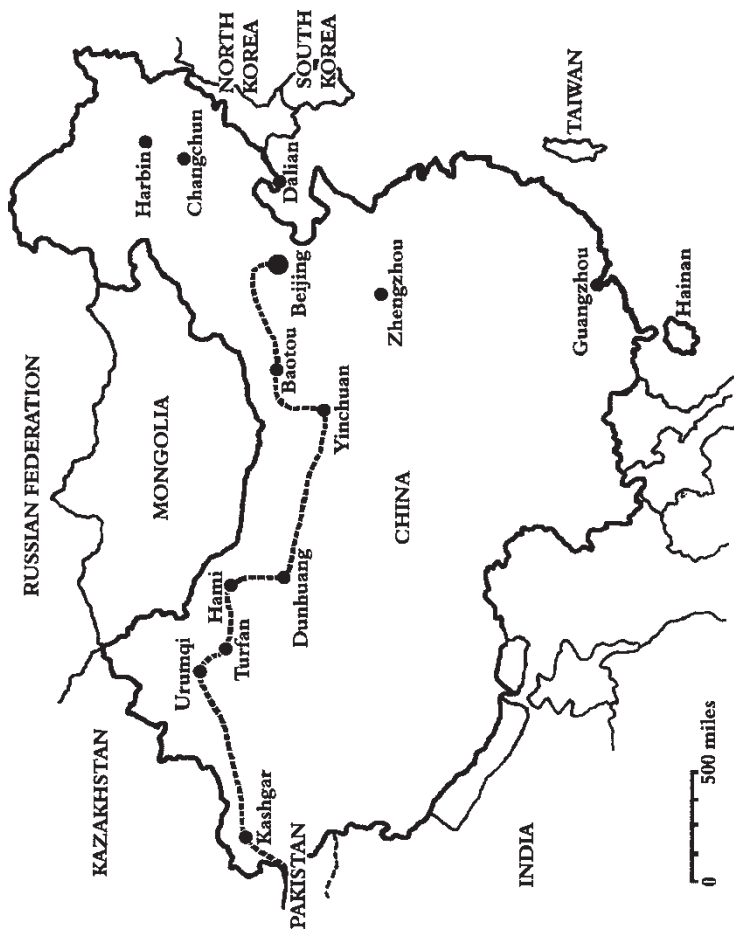 RUSSIAN FEDERATION
KAZAKHSTAN
MONGOLIA
Harbin
Changchun
NORTH
KOREA
SOUTH
KOREA
Urumqi
Hami
Turfan
Kashgar
Dunhuang
Baotou
Yinchuan
Beijing
Dalian
PAKISTAN
CHINA
Zhengzhou
INDIA
Guangzhou
TAIWAN
Hainan
0
500 miles